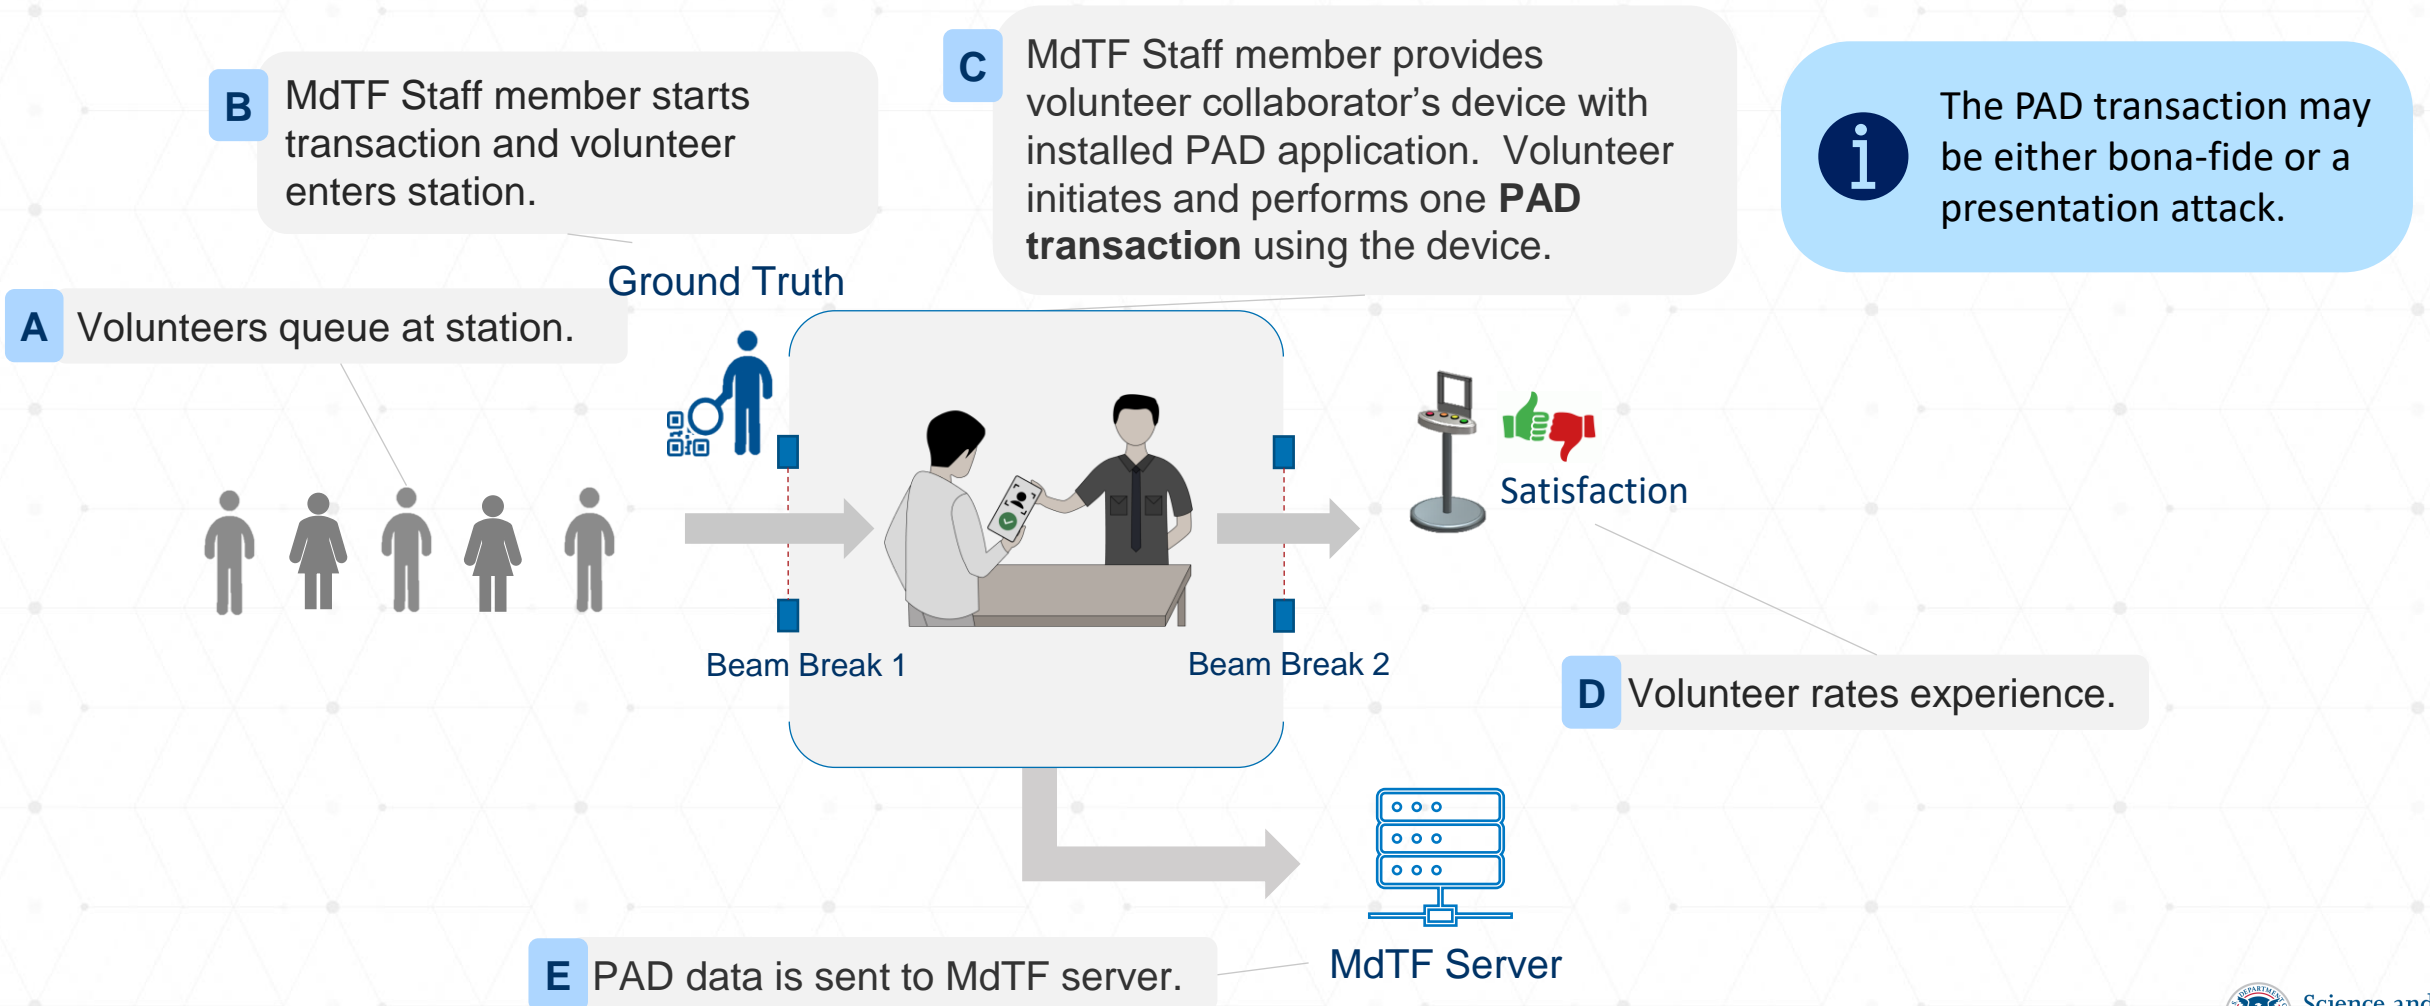 B
MdTF Staff member starts
transaction and volunteer
enters station.
C
MdTF Staff member provides
volunteer collaborator’s device with
installed PAD application.  Volunteer
initiates and performs one PAD
transaction using the device.
i
The PAD transaction may
be either bona-fide or a
presentation attack.
Ground Truth
A
Volunteers queue at station.
Satisfaction
Beam Break 1
Beam Break 2
D
Volunteer rates experience.
MdTF Server
E
PAD data is sent to MdTF server.
Science and